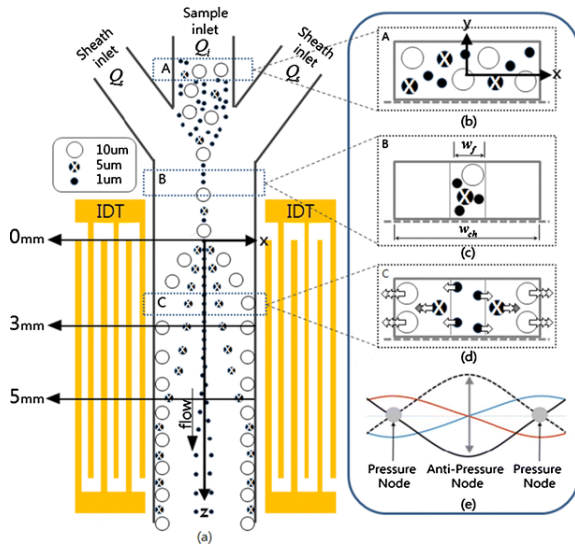 Sample
inlet
Qi
Sheath
inlet
Qs
Sheath
inlet
Qs
A
10um
5um
1um
B
IDT
IDT
0mm
x
C
3mm
5mm
flow
z
(a)
A
y
x
(b)
B
wf
wch
(c)
C
(d)
Pressure
Node
Anti-Pressure
Node
Pressure
Node
(e)